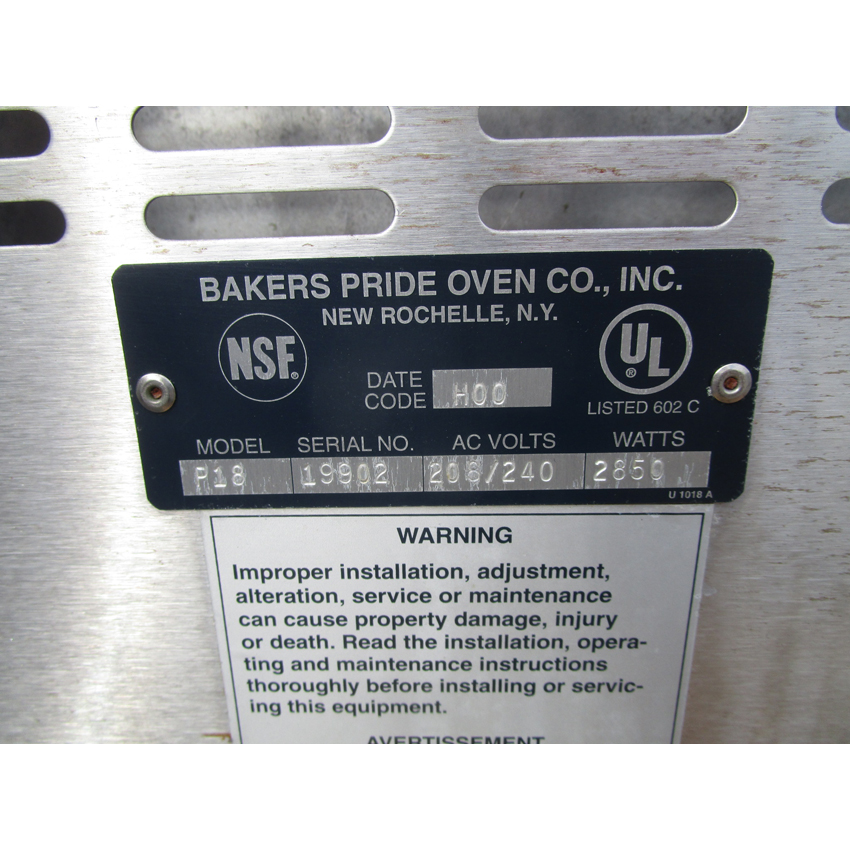 BAKERS PRIDE OVEN CO., INC.
NEW ROCHELLE, N.Y.
NSF®
UL®
DATE CODE H00
LISTED 602 C
MODEL SERIAL NO. AC VOLTS WATTS
P18 19902 208/240 2850
U 1018 A
WARNING
Improper installation, adjustment,
alteration, service or maintenance
can cause property damage, injury
or death. Read the installation, opera-
ting and maintenance instructions
thoroughly before installing or servic-
ing this equipment.
AVERTISSEMENT